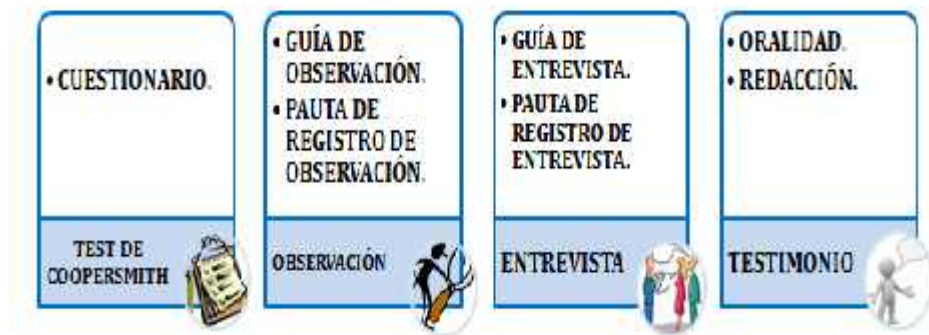 • CUESTIONARIO.
TEST DE
COOPERSMITH
• GUÍA DE
OBSERVACIÓN.
• PAUTA DE
REGISTRO DE
OBSERVACIÓN.
OBSERVACIÓN
• GUÍA DE
ENTREVISTA.
• PAUTA DE
REGISTRO DE
ENTREVISTA.
ENTREVISTA
• ORALIDAD.
• REDACCIÓN.
TESTIMONIO